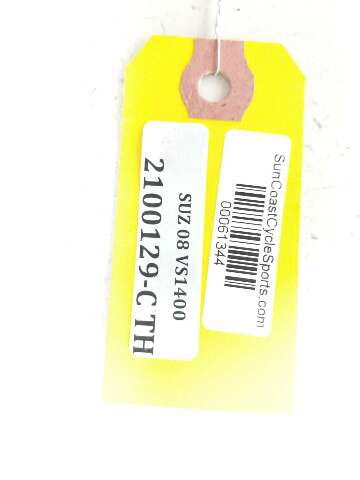 SunCoastCycleSports.com
00061344
SUZ 08 VS1400
2100129-C TH